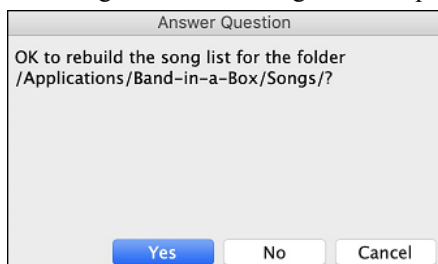 Answer Question
OK to rebuild the song list for the folder
/Applications/Band-in-a-Box/Songs/?
Yes No Cancel